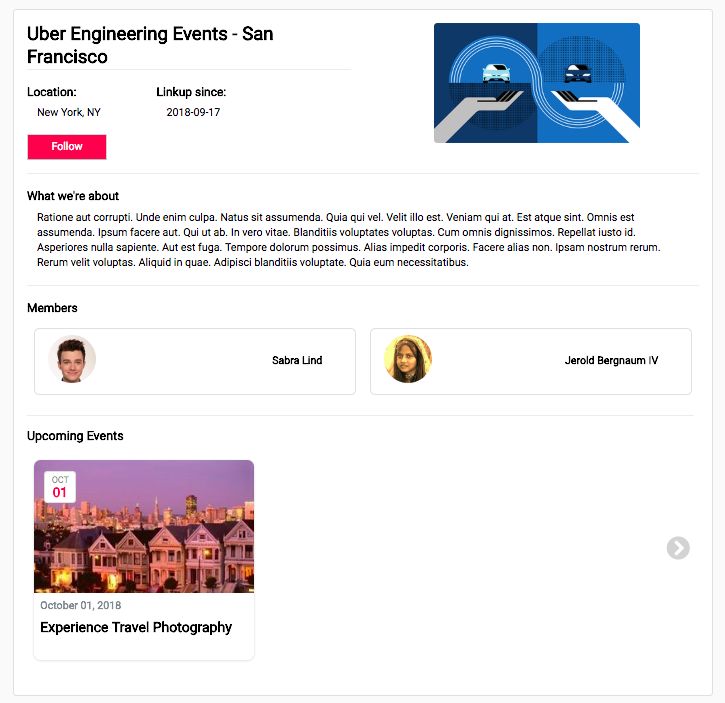 Uber Engineering Events - San
Francisco
Location:
Linkup since:
New York, NY
2018-09-17
Follow
What we're about
Ratione aut corrupti. Unde enim culpa. Natus sit assumenda. Quia qui vel. Velit illo est. Veniam qui at. Est atque sint. Omnis est
assumenda. Ipsum facere aut. Qui ut ab. In vero vitae. Blanditiis voluptates voluptas. Cum omnis dignissimos. Repellat iusto id.
Asperiores nulla sapiente. Aut est fuga. Tempore dolorum possimus. Alias impedit corporis. Facere alias non. Ipsam nostrum rerum.
Rerum velit voluptas. Aliquid in quae. Adipisci blanditiis voluptate. Quia eum necessitatibus.
Members
Sabra Lind
Jerold Bergnaum IV
Upcoming Events
OCT
01
October 01, 2018
Experience Travel Photography